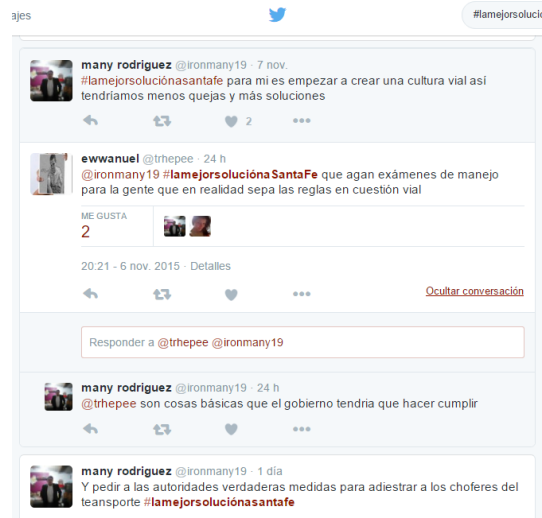 ajes
#lamejorsolució
many rodriguez @ironmany19 · 7 nov.
#lamejorsoluciónasantafe para mi es empezar a crear una cultura vial así
tendríamos menos quejas y más soluciones
2
ewwanuel @trhepee · 24 h
@ironmany19 #lamejorsoluciónaSantaFe que agan exámenes de manejo
para la gente que en realidad sepa las reglas en cuestión vial
ME GUSTA
2
20:21 - 6 nov. 2015 · Detalles
Ocultar conversación
Responder a @trhepee @ironmany19
many rodriguez @ironmany19 · 24 h
@trhepee son cosas básicas que el gobierno tendria que hacer cumplir
many rodriguez @ironmany19 · 1 día
Y pedir a las autoridades verdaderas medidas para adiestrar a los choferes del
teansporte #lamejorsoluciónasantafe